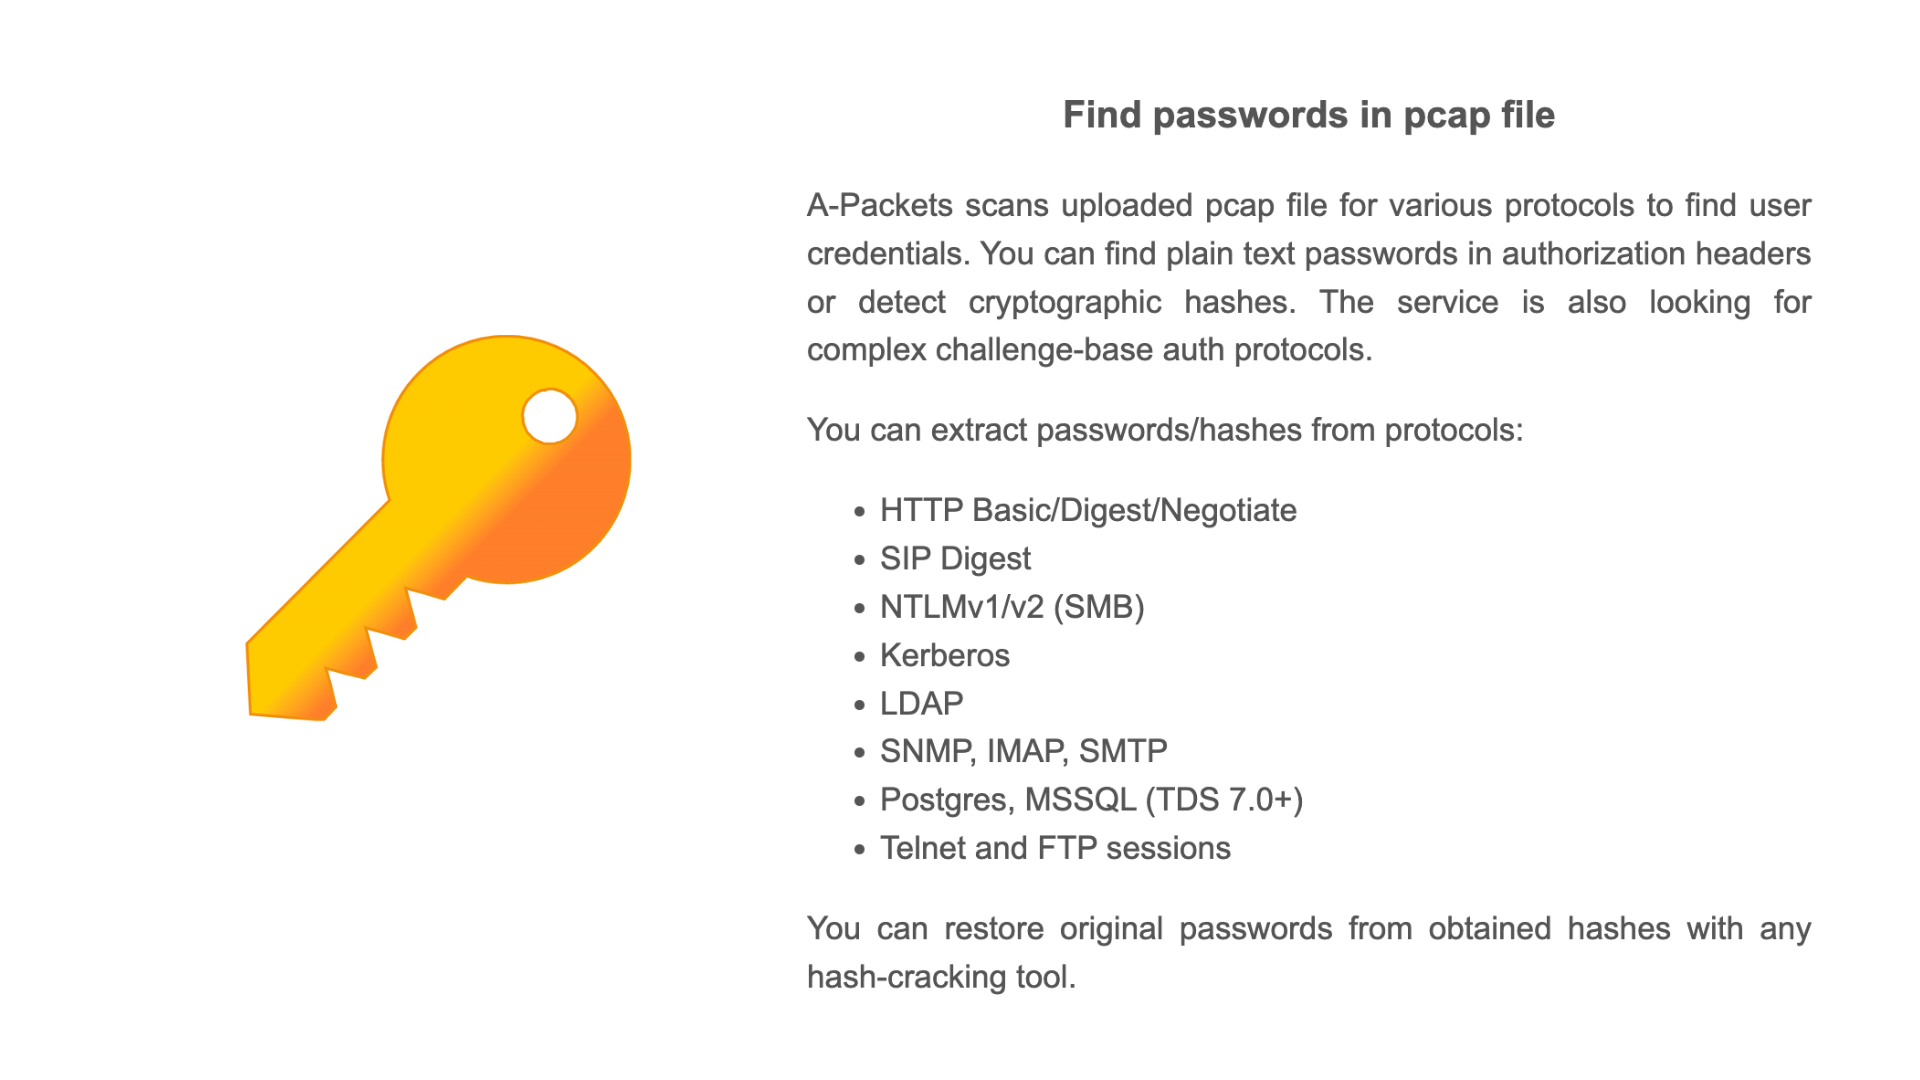 Find passwords in pcap file
A-Packets scans uploaded pcap file for various protocols to find user
credentials. You can find plain text passwords in authorization headers
or detect cryptographic hashes. The service is also looking for
complex challenge-base auth protocols.
You can extract passwords/hashes from protocols:
• HTTP Basic/Digest/Negotiate
• SIP Digest
• NTLMv1/v2 (SMB)
• Kerberos
• LDAP
• SNMP, IMAP, SMTP
• Postgres, MSSQL (TDS 7.0+)
• Telnet and FTP sessions
You can restore original passwords from obtained hashes with any
hash-cracking tool.